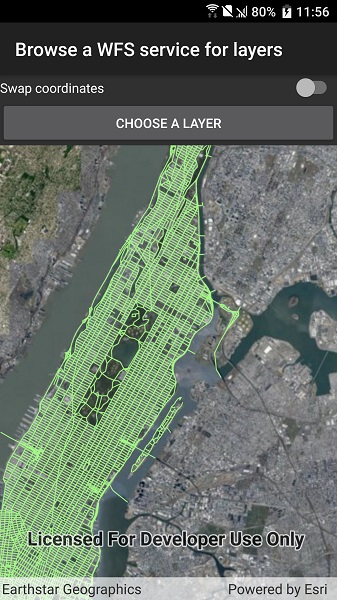 80% 11:56
Browse a WFS service for layers
Swap coordinates
CHOOSE A LAYER
Licensed For Developer Use Only
Earthstar Geographics Powered by Esri